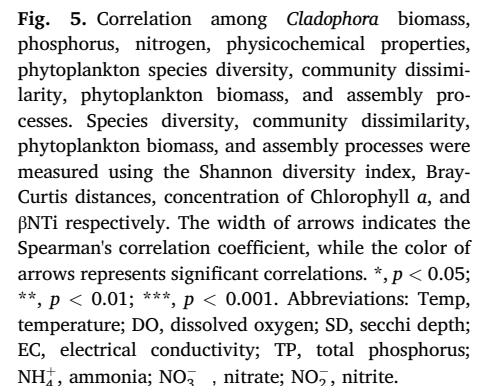 Fig. 5. Correlation among Cladophora biomass,
phosphorus, nitrogen, physicochemical properties,
phytoplankton species diversity, community dissimi-
larity, phytoplankton biomass, and assembly pro-
cesses. Species diversity, community dissimilarity,
phytoplankton biomass, and assembly processes were
measured using the Shannon diversity index, Bray-
Curtis distances, concentration of Chlorophyll a, and
βNTi respectively. The width of arrows indicates the
Spearman's correlation coefficient, while the color of
arrows represents significant correlations. *, p < 0.05;
**, p < 0.01; ***, p < 0.001. Abbreviations: Temp,
temperature; DO, dissolved oxygen; SD, secchi depth;
EC, electrical conductivity; TP, total phosphorus;
NH₄⁺, ammonia; NO₃⁻ , nitrate; NO₂⁻, nitrite.